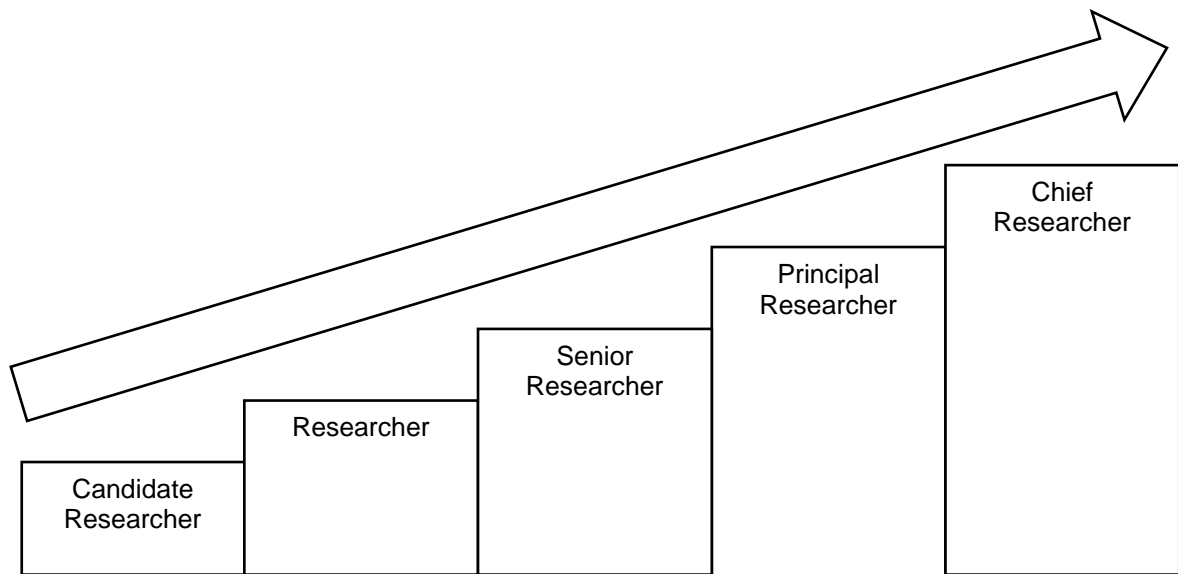 Candidate
Researcher
Researcher
Senior
Researcher
Principal
Researcher
Chief
Researcher